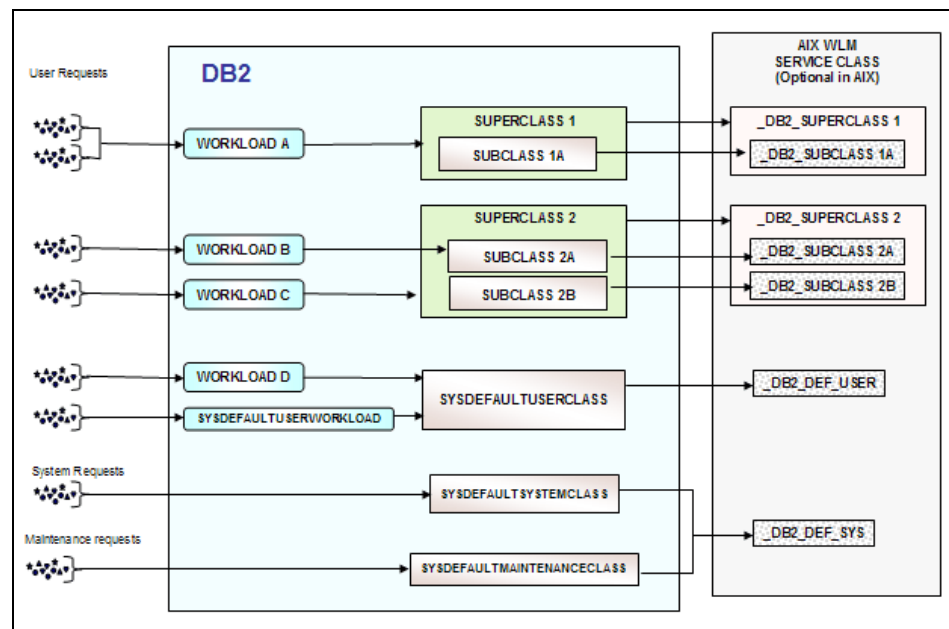 AIX WLM
SERVICE CLASS
(Optional in AIX)
User Requests
DB2
SUPERCLASS 1
_DB2_SUPERCLASS 1
WORKLOAD A
SUBCLASS 1A
_DB2_SUBCLASS 1A
SUPERCLASS 2
_DB2_SUPERCLASS 2
WORKLOAD B
SUBCLASS 2A
_DB2_SUBCLASS 2A
WORKLOAD C
SUBCLASS 2B
_DB2_SUBCLASS 2B
WORKLOAD D
SYSDEFAULTUSERCLASS
_DB2_DEF_USER
SYSDEFAULTUSERWORKLOAD
System Requests
SYSDEFAULTSYSTEMCLASS
_DB2_DEF_SYS
Maintenance requests
SYSDEFAULTMAINTENANCECLASS